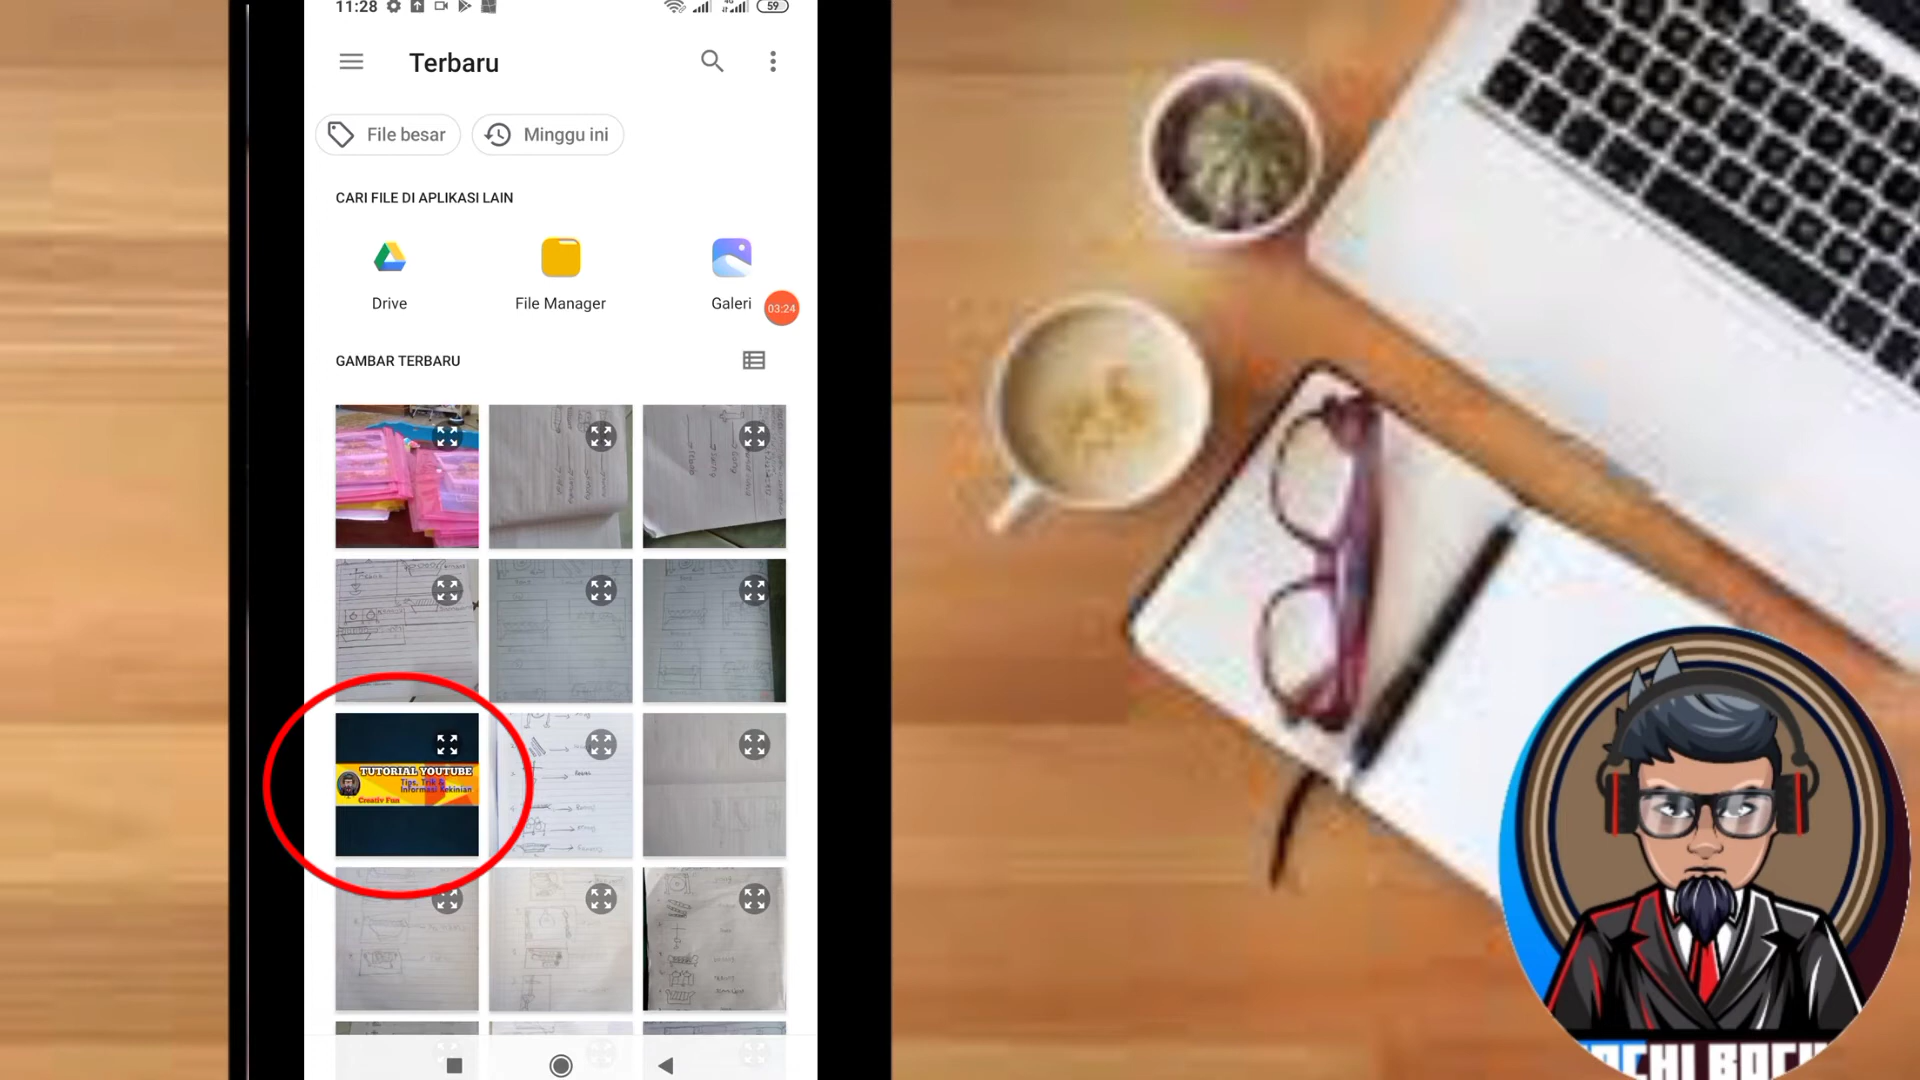 11:28
59
Terbaru
File besar
Minggu ini
CARI FILE DI APLIKASI LAIN
Drive
File Manager
Galeri
03:24
GAMBAR TERBARU
TUTORIAL YOUTUBE
Tips, Trik &
Informasi Kekinian
Creativ Fun